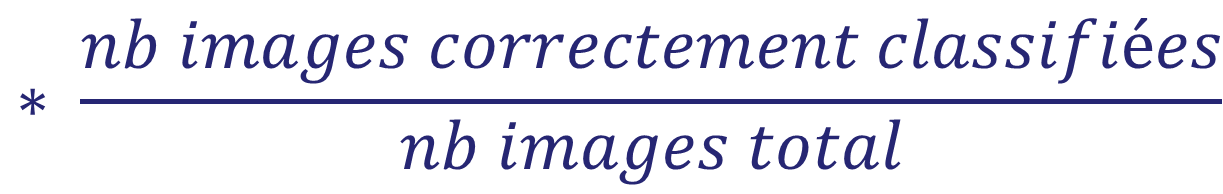 nb images correctement classifiées
*
nb images total